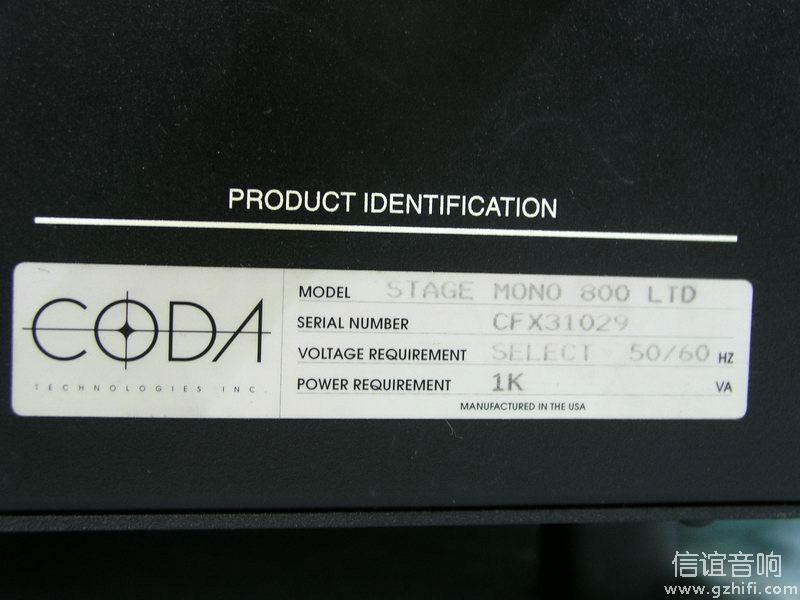 PRODUCT IDENTIFICATION
CODA
TECHNOLOGIES INC.
MODEL STAGE MONO 800 LTD
SERIAL NUMBER CFX31029
VOLTAGE REQUIREMENT SELECT 50/60 HZ
POWER REQUIREMENT 1K VA
MANUFACTURED IN THE USA
信谊音响
www.gzhifi.com